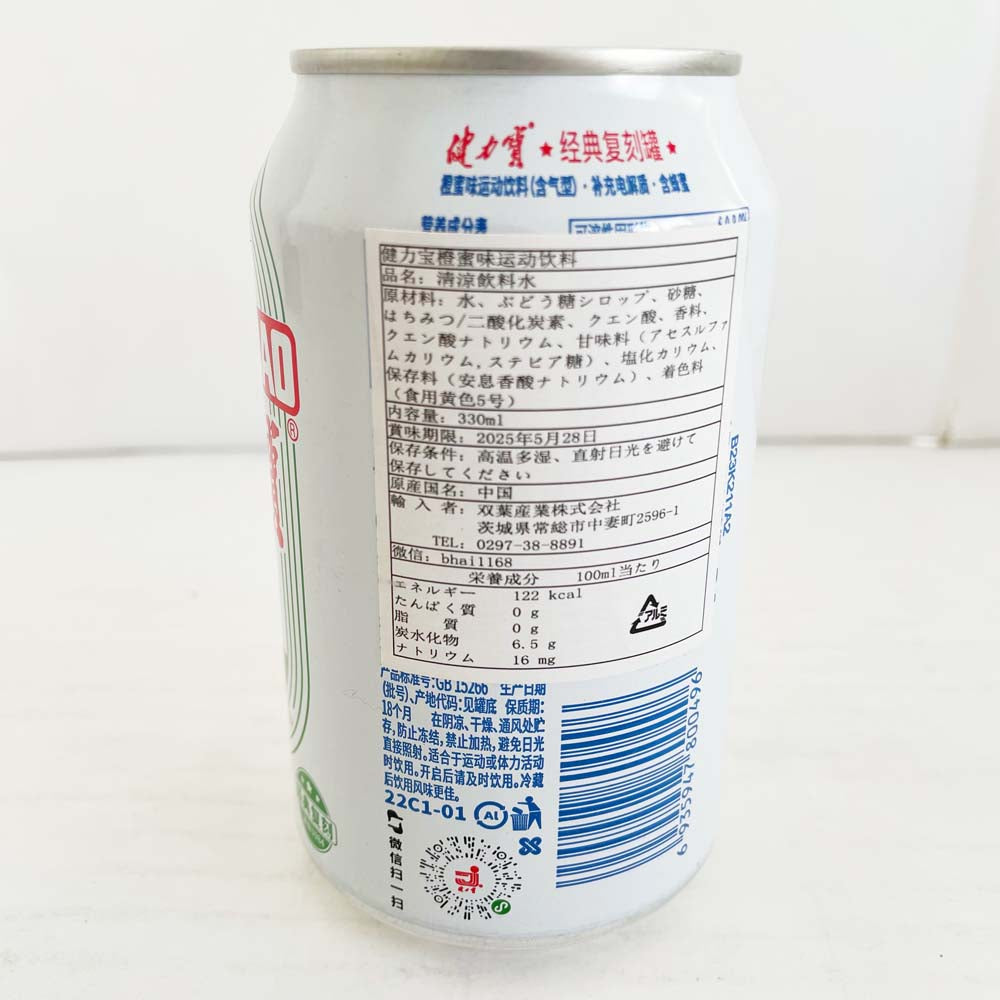 健力寶® ★ 经典复刻罐 ★
橙蜜味运动饮料(含气型)·补充电解质·含蜂蜜
营养成分表
健力宝橙蜜味运动饮料
品名: 清涼飲料水
原材料: 水、ぶどう糖シロップ、砂糖、
はちみつ/二酸化炭素、クエン酸、香料、
クエン酸ナトリウム、甘味料（アセスルファ
ムカリウム,ステビア糖）、塩化カリウム、
保存料（安息香酸ナトリウム）、着色料
（食用黄色5号）
内容量: 330ml
賞味期限: 2025年5月28日
保存条件: 高温多湿、直射日光を避けて
保存してください
原産国名: 中国
輸入者: 双葉産業株式会社
茨城県常総市中妻町2596-1
TEL: 0297-38-8891
微信: bhai1168
栄養成分 100ml当たり
エネルギー 122 kcal
たんぱく質 0 g
脂質 0 g
炭水化物 6.5 g
ナトリウム 16 mg
アルミ
产品标准号:GB 15266 生产日期
(批号)、产地代码:见罐底 保质期:
18个月 在阴凉、干燥、通风处贮
存,防止冻结,禁止加热,避免日光
直接照射。适合于运动或体力活动
时饮用。开启后请及时饮用。冷藏
后饮用风味更佳。
22C1-01 Al
微信扫一扫
6935947800496
B23K211A2
AO
®